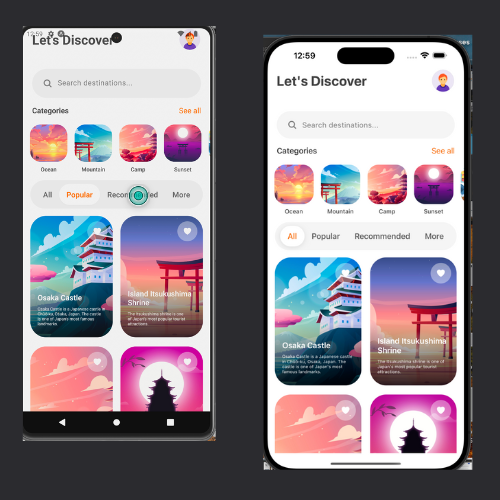 12:59
Let's Discover
Search destinations...
Categories
See all
Ocean
Mountain
Camp
Sunset
All
Popular
More
Osaka Castle
Osaka Castle is a Japanese castle
in Chūō-ku, Osaka, Japan. The castle
is one of Japan's most famous
landmarks.
Island Itsukushima
Shrine
The Itsukushima shrine is one
of Japan's most popular tourist
attractions.
12:59
Let's Discover
Search destinations...
Categories
See all
Ocean
Mountain
Camp
Sunset
All
Popular
Recommended
More
Osaka Castle
Osaka Castle is a Japanese castle
in Chūō-ku, Osaka, Japan. The
castle is one of Japan's most
famous landmarks.
Island Itsukushima
Shrine
The Itsukushima shrine is one of
Japan's most popular tourist
attractions.